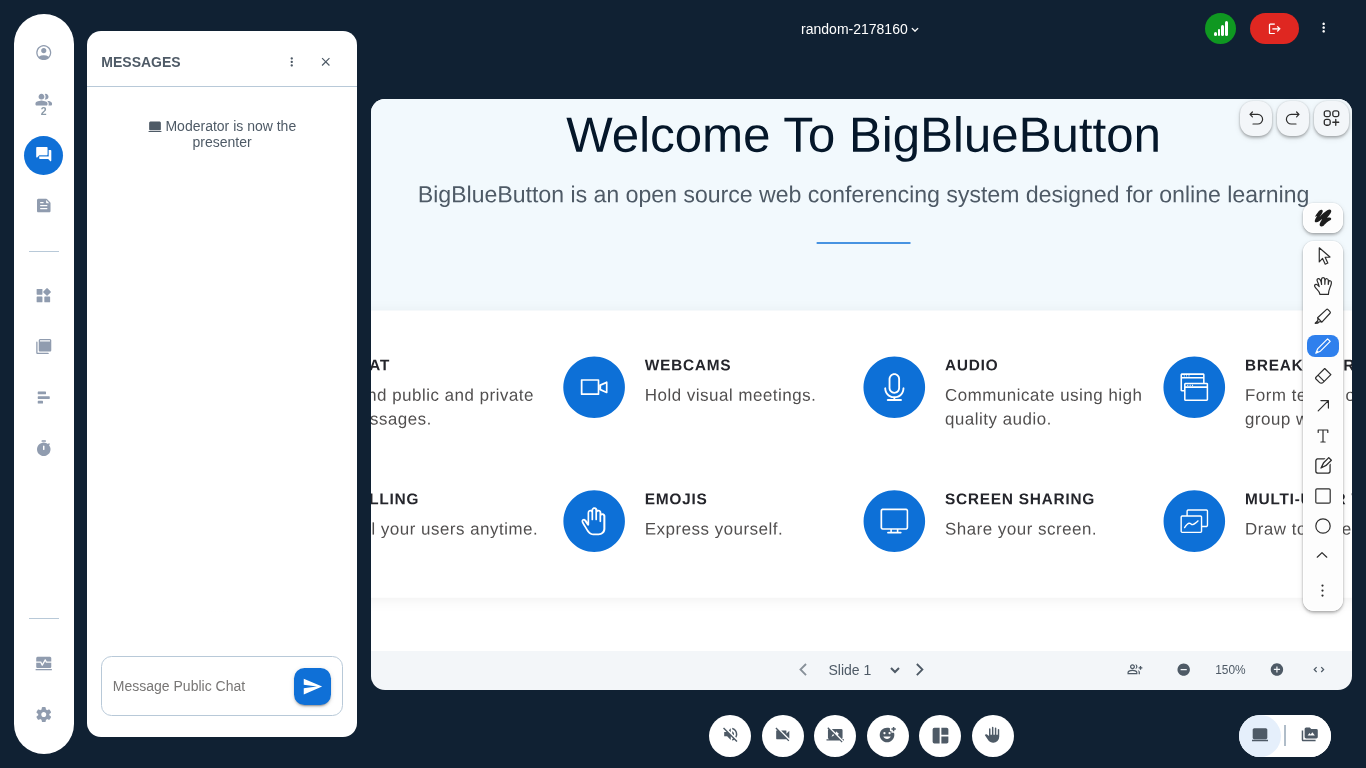 random-2178160
MESSAGES
2
Moderator is now the
presenter
Message Public Chat
Welcome To BigBlueButton
BigBlueButton is an open source web conferencing system designed for online learning
AT
nd public and private
ssages.
WEBCAMS
Hold visual meetings.
AUDIO
Communicate using high
quality audio.
BREAK
Form te
group w
LLING
l your users anytime.
EMOJIS
Express yourself.
SCREEN SHARING
Share your screen.
MULTI-
Draw to
Slide 1
150%